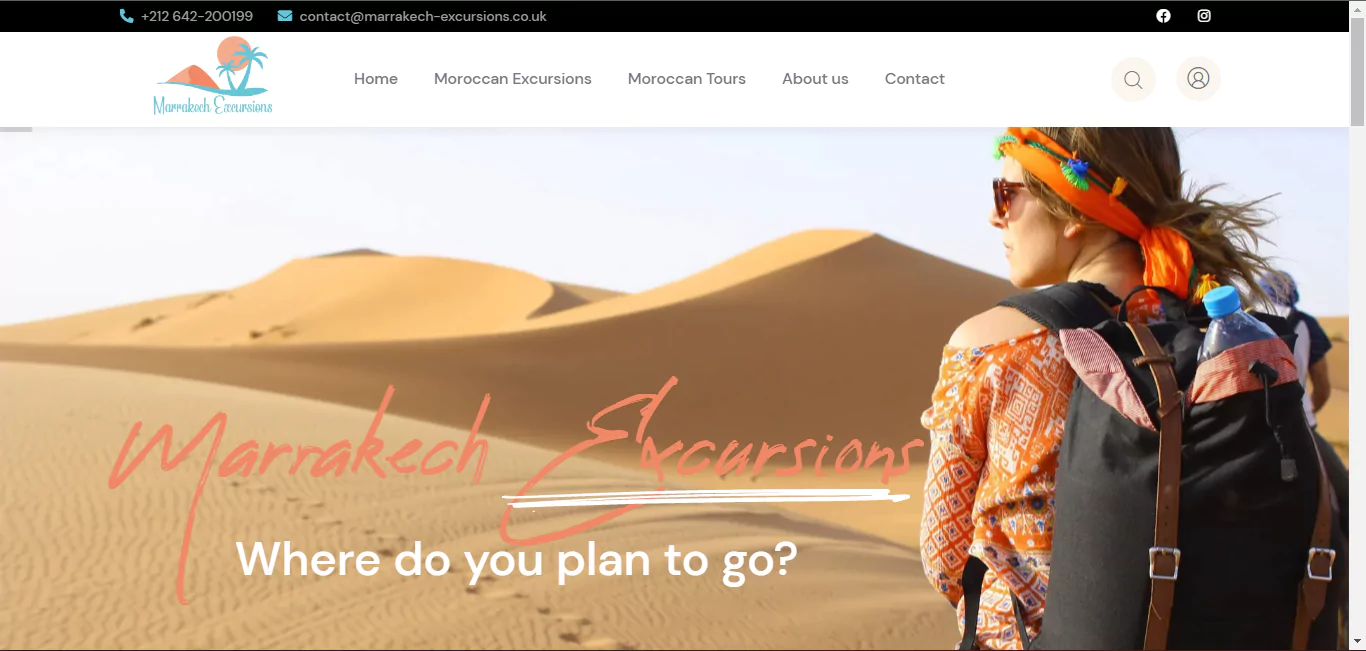 +212 642-200199 contact@marrakech-excursions.co.uk
Marrakech Excursions
Home Moroccan Excursions Moroccan Tours About us Contact
Marrakech Excursions
Where do you plan to go?